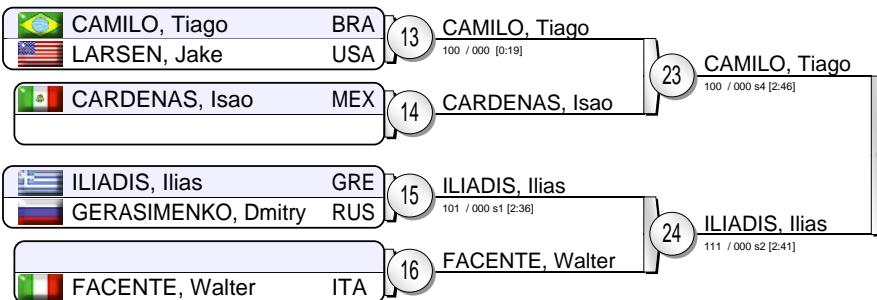 CAMILO, Tiago BRA
LARSEN, Jake USA
13
CAMILO, Tiago
100 / 000 [0:19]
CARDENAS, Isao MEX
14
CARDENAS, Isao
23
CAMILO, Tiago
100 / 000 s4 [2:46]
ILIADIS, Ilias GRE
GERASIMENKO, Dmitry RUS
15
ILIADIS, Ilias
101 / 000 s1 [2:36]
FACENTE, Walter ITA
16
FACENTE, Walter
24
ILIADIS, Ilias
111 / 000 s2 [2:41]